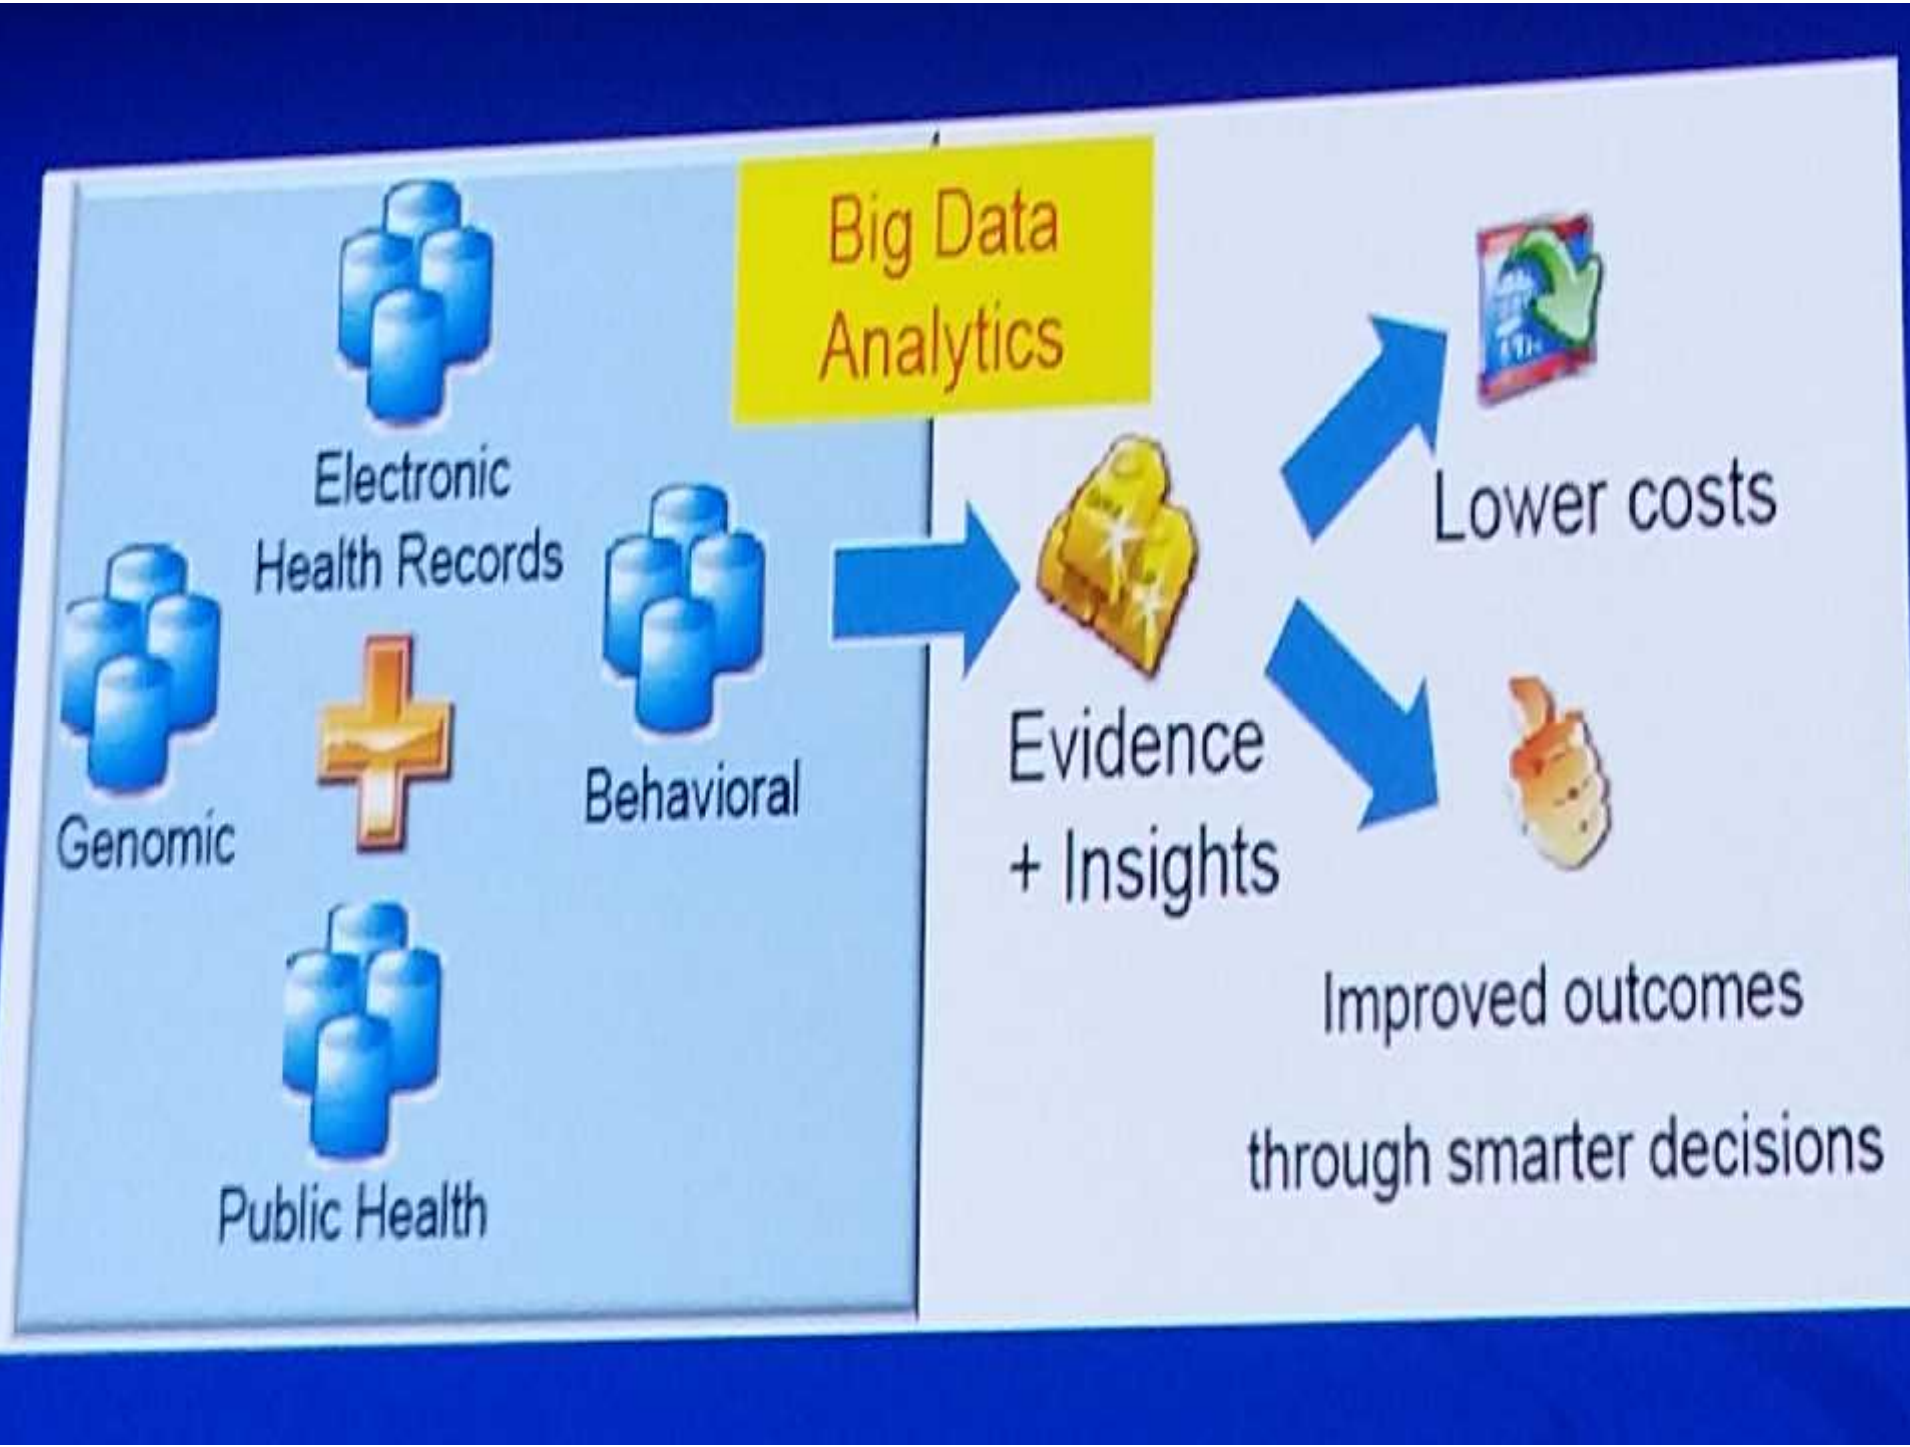 Big Data
Analytics
Electronic
Health Records
Genomic
Behavioral
Public Health
Evidence
+ Insights
Lower costs
Improved outcomes
through smarter decisions